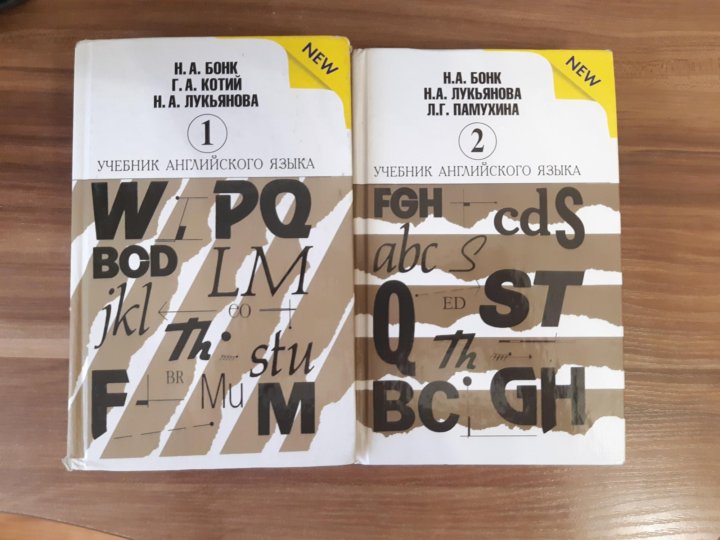 NEW
Н. А. БОНК
Г. А. КОТИЙ
Н. А. ЛУКЬЯНОВА
1
УЧЕБНИК АНГЛИЙСКОГО ЯЗЫКА
W PQ
BCD
LM
jkl
EO
Th
stu
BR
Mu
F M
NEW
Н.А. БОНК
Н.А. ЛУКЬЯНОВА
Л.Г. ПАМУХИНА
2
УЧЕБНИК АНГЛИЙСКОГО ЯЗЫКА
FGH
cdS
abc S
ED
ST
Q
Th
BC GH